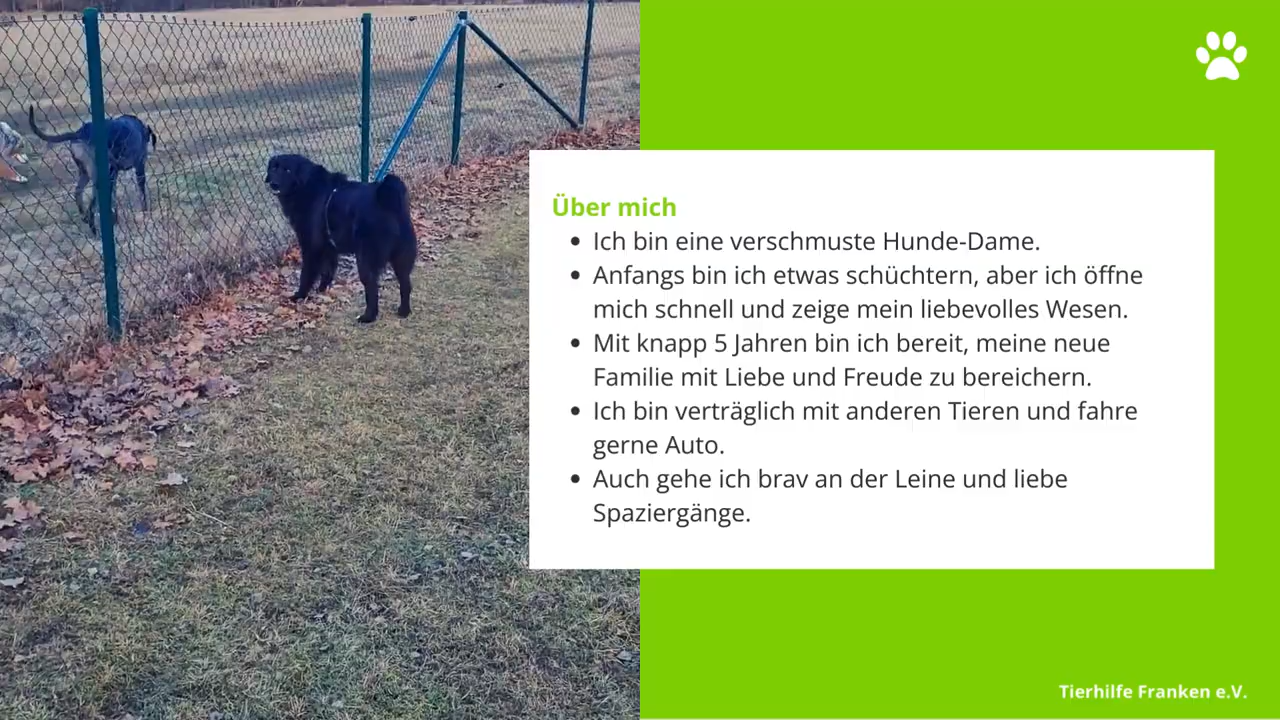 Über mich
• Ich bin eine verschmuste Hunde-Dame.
• Anfangs bin ich etwas schüchtern, aber ich öffne
mich schnell und zeige mein liebevolles Wesen.
• Mit knapp 5 Jahren bin ich bereit, meine neue
Familie mit Liebe und Freude zu bereichern.
• Ich bin verträglich mit anderen Tieren und fahre
gerne Auto.
• Auch gehe ich brav an der Leine und liebe
Spaziergänge.
Tierhilfe Franken e.V.